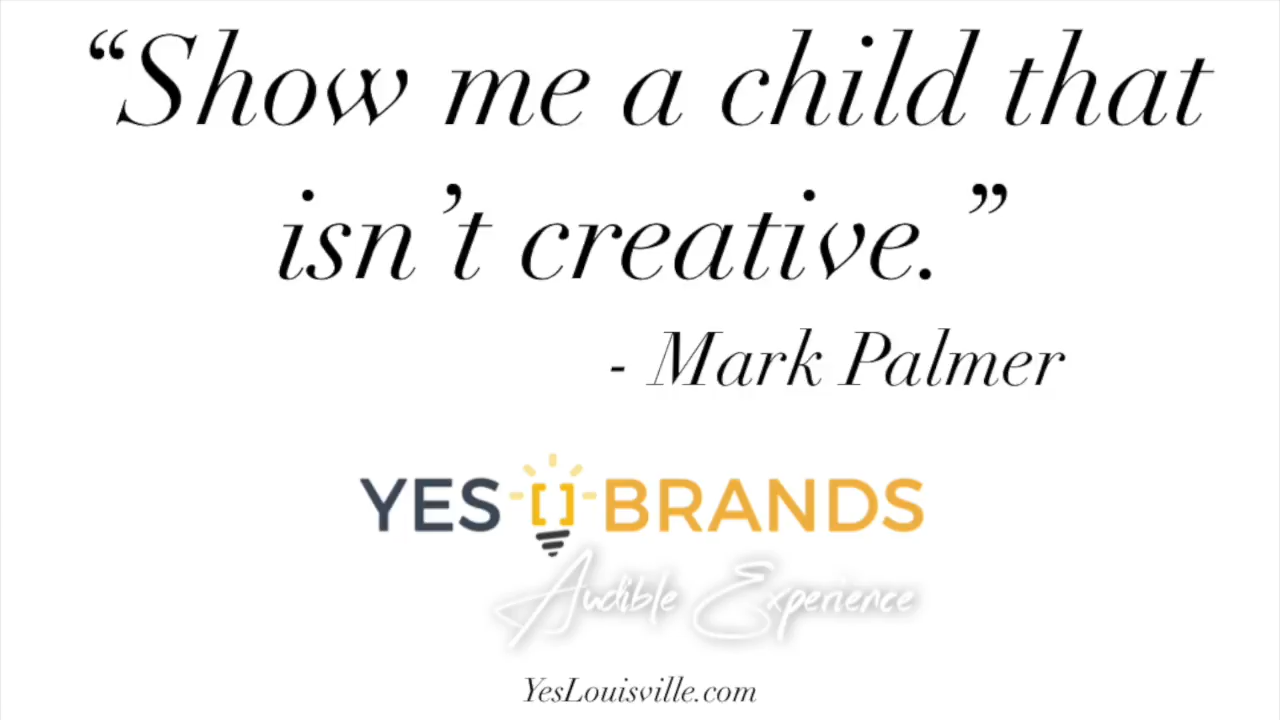 “Show me a child that
isn’t creative.”
- Mark Palmer
YES [] BRANDS
Audible Experience
YesLouisville.com